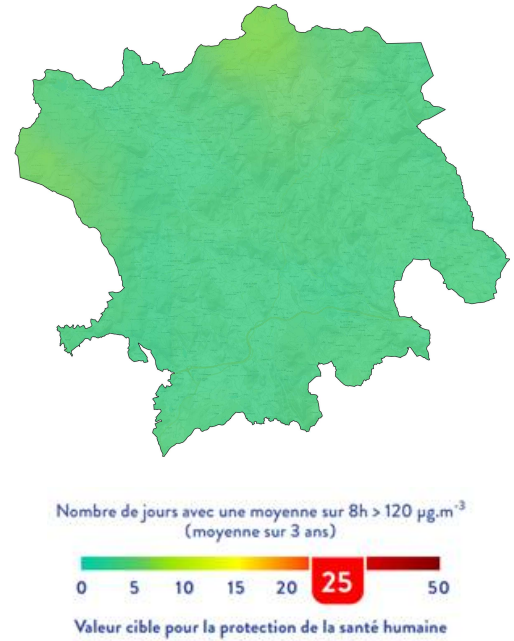 Nombre de jours avec une moyenne sur 8h > 120 µg.m⁻³
(moyenne sur 3 ans)
0 5 10 15 20 25 50
Valeur cible pour la protection de la santé humaine